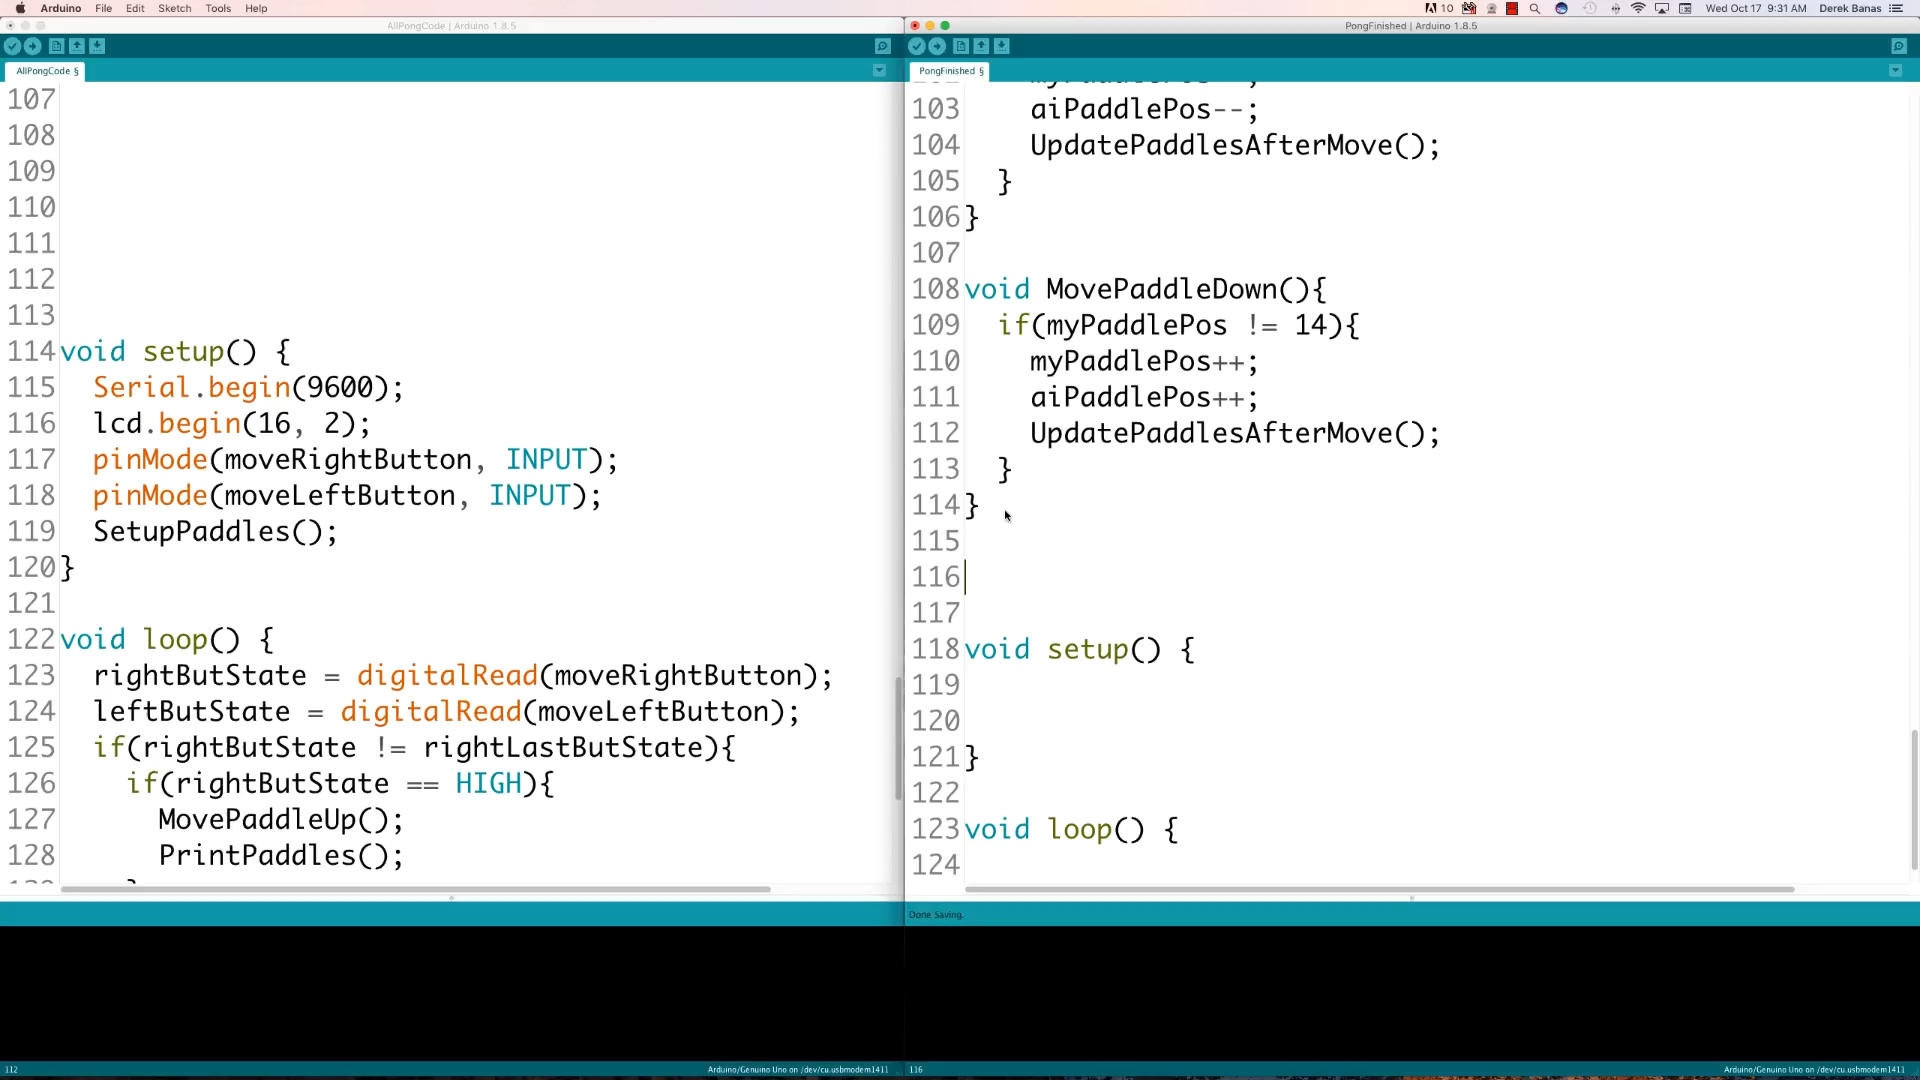 Arduino File Edit Sketch Tools Help
10 Wed Oct 17 9:31 AM Derek Banas
AllPongCode | Arduino 1.8.5
AllPongCode §
107
108
109
110
111
112
113
114 void setup() {
115 Serial.begin(9600);
116 lcd.begin(16, 2);
117 pinMode(moveRightButton, INPUT);
118 pinMode(moveLeftButton, INPUT);
119 SetupPaddles();
120 }
121
122 void loop() {
123 rightButState = digitalRead(moveRightButton);
124 leftButState = digitalRead(moveLeftButton);
125 if(rightButState != rightLastButState){
126 if(rightButState == HIGH){
127 MovePaddleUp();
128 PrintPaddles();
112
Arduino/Genuino Uno on /dev/cu.usbmodem1411
PongFinished | Arduino 1.8.5
PongFinished §
103 aiPaddlePos--;
104 UpdatePaddlesAfterMove();
105 }
106 }
107
108 void MovePaddleDown(){
109 if(myPaddlePos != 14){
110 myPaddlePos++;
111 aiPaddlePos++;
112 UpdatePaddlesAfterMove();
113 }
114 }
115
116
117
118 void setup() {
119
120
121 }
122
123 void loop() {
124
Done Saving.
116
Arduino/Genuino Uno on /dev/cu.usbmodem1411